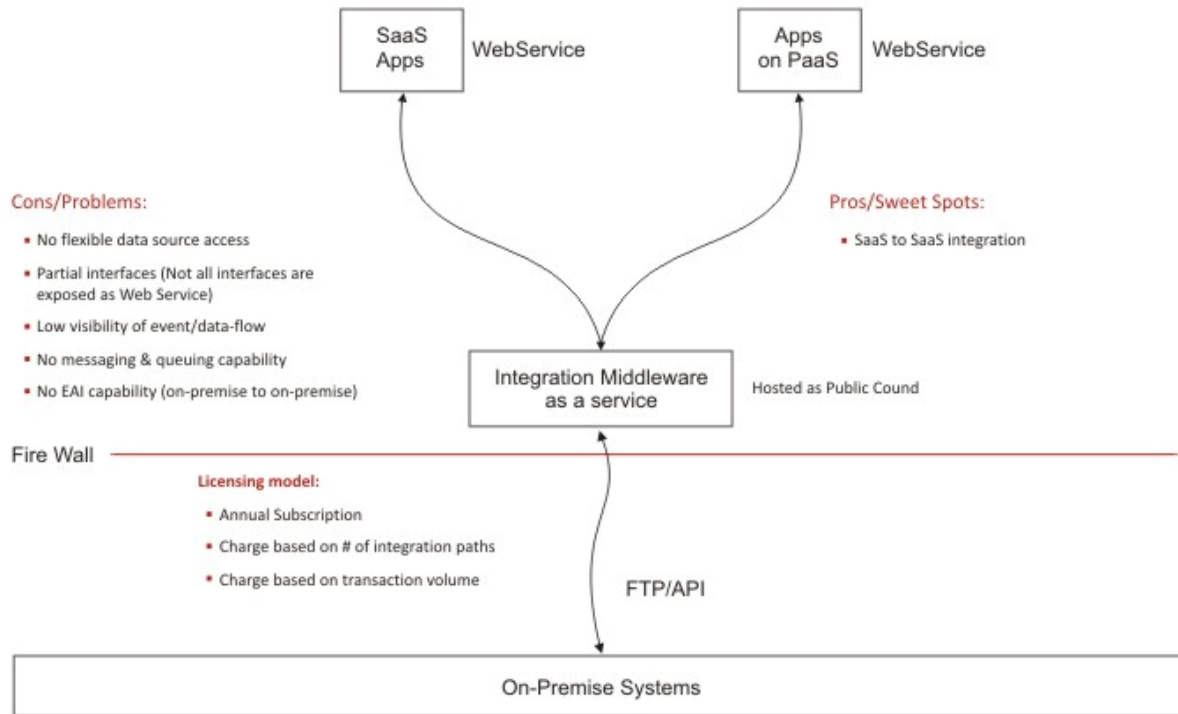 SaaS
Apps
WebService
Apps
on PaaS
WebService
Cons/Problems:
▪ No flexible data source access
▪ Partial interfaces (Not all interfaces are
exposed as Web Service)
▪ Low visibility of event/data-flow
▪ No messaging & queuing capability
▪ No EAI capability (on-premise to on-premise)
Pros/Sweet Spots:
▪ SaaS to SaaS integration
Integration Middleware
as a service
Hosted as Public Cound
Fire Wall
Licensing model:
▪ Annual Subscription
▪ Charge based on # of integration paths
▪ Charge based on transaction volume
FTP/API
On-Premise Systems